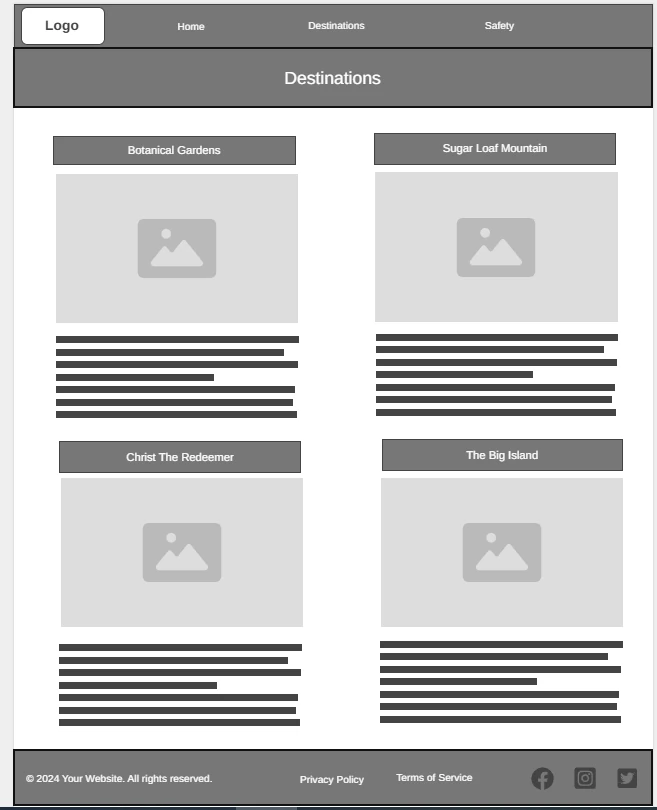 Logo
Home
Destinations
Safety
Destinations
Botanical Gardens
Sugar Loaf Mountain
Christ The Redeemer
The Big Island
© 2024 Your Website. All rights reserved.
Privacy Policy
Terms of Service